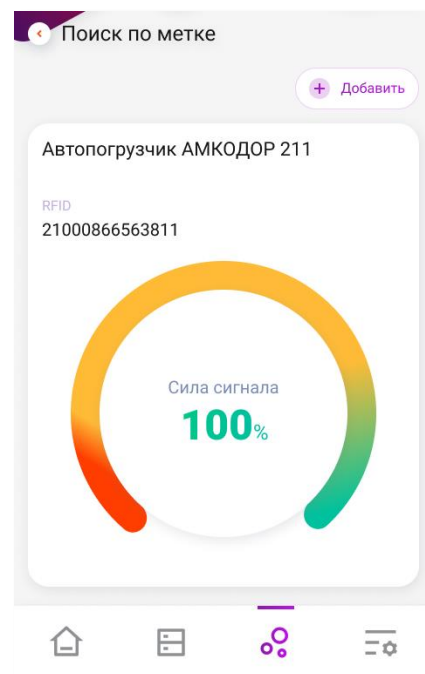 Поиск по метке
Добавить
Автопогрузчик АМКОДОР 211
RFID
21000866563811
Сила сигнала
100%